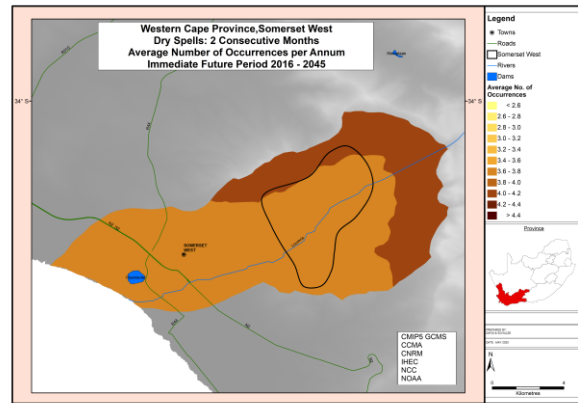 Western Cape Province,Somerset West
Dry Spells: 2 Consecutive Months
Average Number of Occurrences per Annum
Immediate Future Period 2016 - 2045
34° S
34° S
SOMERSET
WEST
CMIP5 GCMS
CCMA
CNRM
IHEC
NCC
NOAA
Legend
Towns
Roads
Somerset West
Rivers
Dams
Average No. of
Occurrences
< 2.6
2.6 - 2.8
2.8 - 3.0
3.0 - 3.2
3.2 - 3.4
3.4 - 3.6
3.6 - 3.8
3.8 - 4.0
4.0 - 4.2
4.2 - 4.4
> 4.4
Province
N
0
4
Kilometres